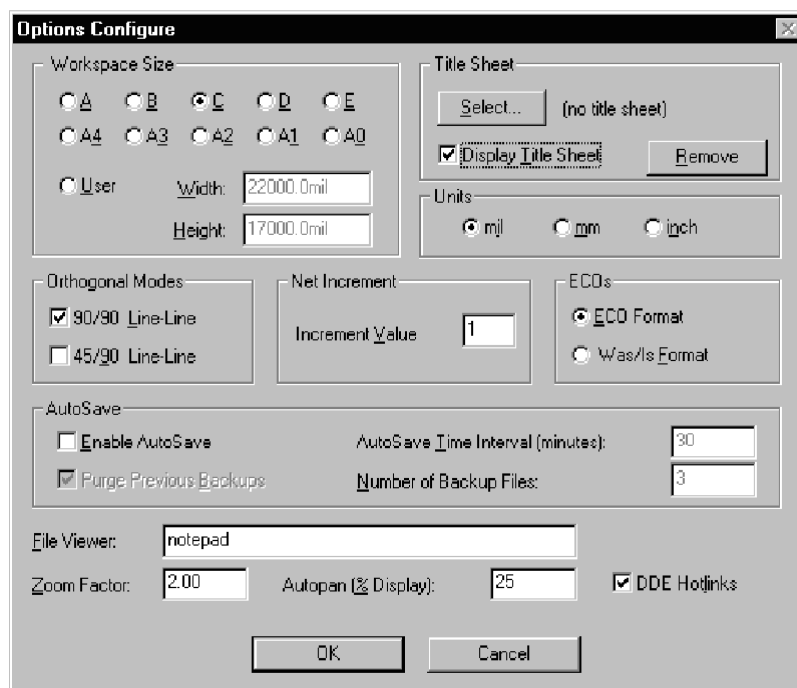 Options Configure
Workspace Size
A B C D E
A4 A3 A2 A1 A0
User Width: 22000.0mil
Height: 17000.0mil
Title Sheet
Select... (no title sheet)
Display Title Sheet Remove
Units
mil mm inch
Orthogonal Modes
90/90 Line-Line
45/90 Line-Line
Net Increment
Increment Value 1
ECOs
ECO Format
Was/Is Format
AutoSave
Enable AutoSave AutoSave Time Interval (minutes): 30
Purge Previous Backups Number of Backup Files: 3
File Viewer: notepad
Zoom Factor: 2.00 Autopan (% Display): 25 DDE Hotlinks
OK Cancel